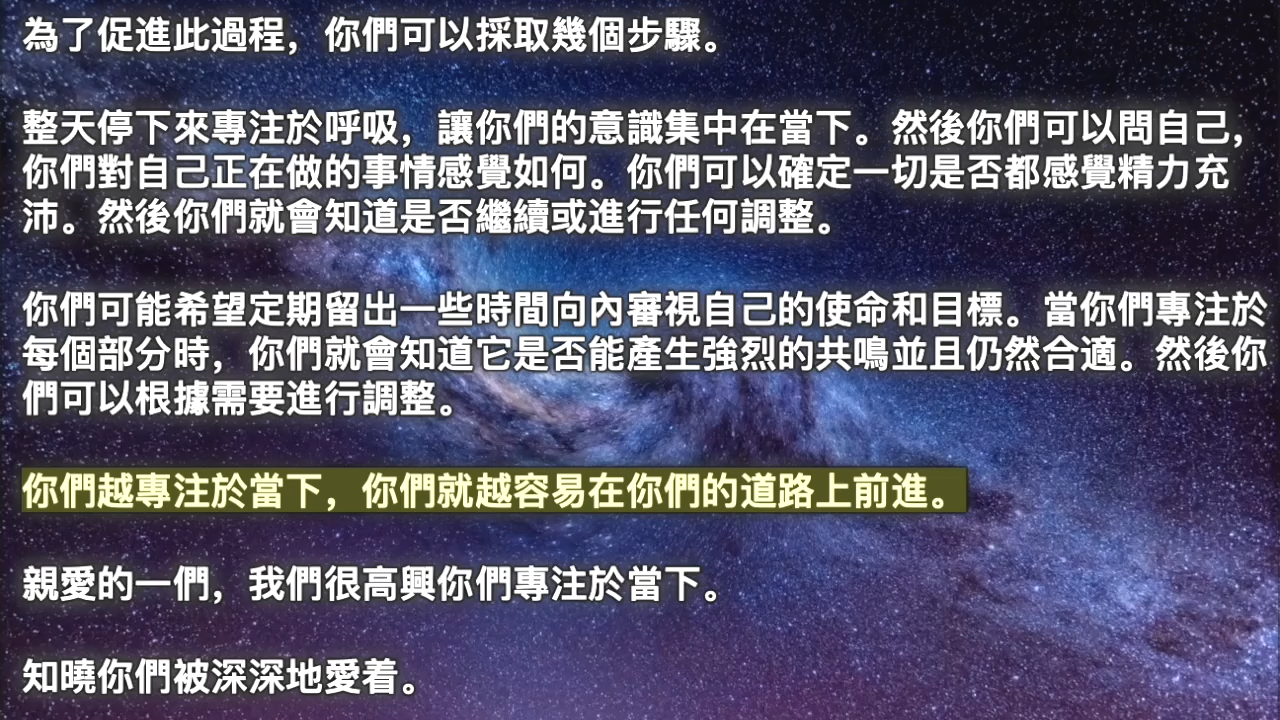 為了促進此過程，你們可以採取幾個步驟。
整天停下來專注於呼吸，讓你們的意識集中在當下。然後你們可以問自己，
你們對自己正在做的事情感覺如何。你們可以確定一切是否都感覺精力充
沛。然後你們就會知道是否繼續或進行任何調整。
你們可能希望定期留出一些時間向內審視自己的使命和目標。當你們專注於
每個部分時，你們就會知道它是否能產生強烈的共鳴並且仍然合適。然後你
們可以根據需要進行調整。
你們越專注於當下，你們就越容易在你們的道路上前進。
親愛的一們，我們很高興你們專注於當下。
知曉你們被深深地愛着。